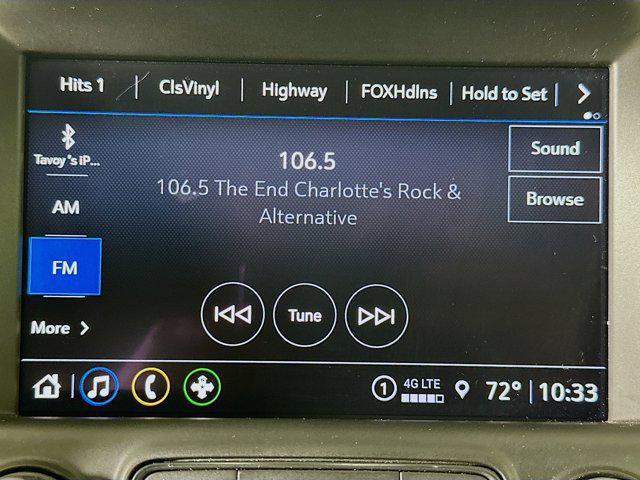 Hits 1 ClsVinyl Highway FOXHdlns Hold to Set
Tavoy's iP...
AM
FM
More
106.5
106.5 The End Charlotte's Rock &
Alternative
Sound
Browse
Tune
1 4G LTE 72° 10:33